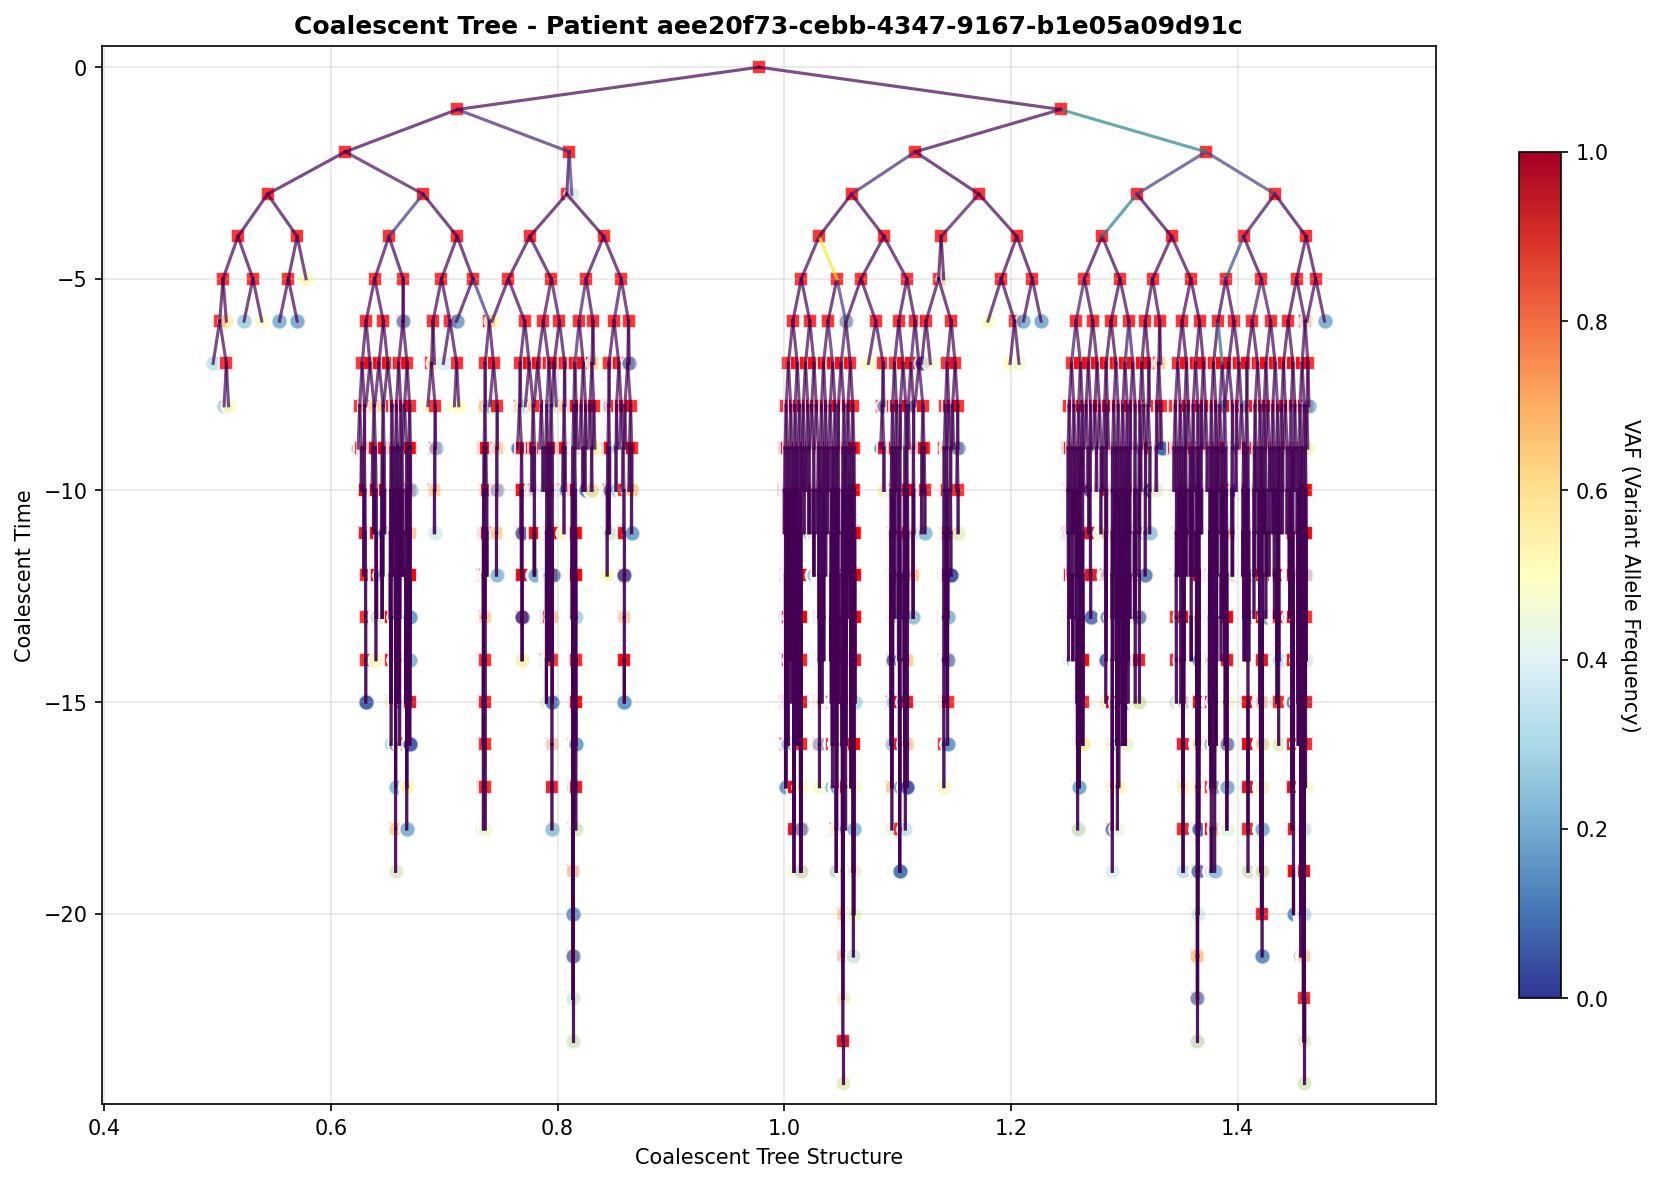 Coalescent Tree - Patient aee20f73-cebb-4347-9167-b1e05a09d91c
Coalescent Time
0
−5
−10
−15
−20
0.4 0.6 0.8 1.0 1.2 1.4
Coalescent Tree Structure
1.0
0.8
0.6
0.4
0.2
0.0
VAF (Variant Allele Frequency)